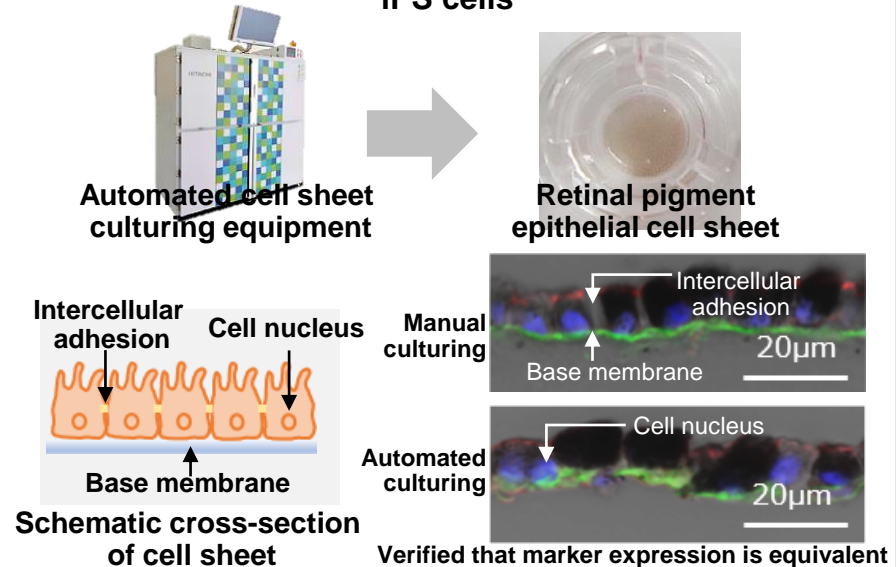 iPS cells
HITACHI
Automated cell sheet
culturing equipment
Retinal pigment
epithelial cell sheet
Intercellular
adhesion
Cell nucleus
Base membrane
Schematic cross-section
of cell sheet
Manual
culturing
Intercellular
adhesion
Base membrane
20μm
Automated
culturing
Cell nucleus
20μm
Verified that marker expression is equivalent